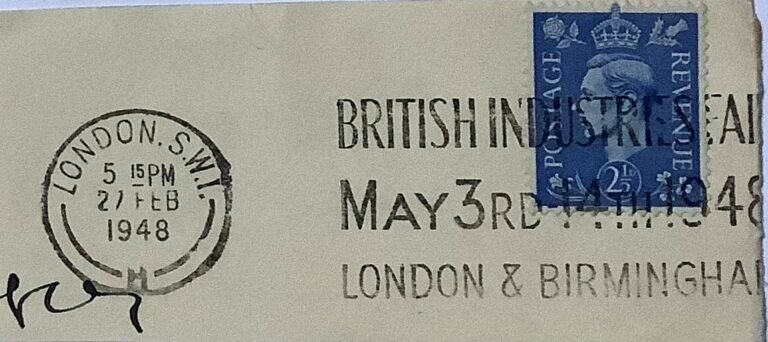 LONDON. S.W.1.
5 15 PM
27 FEB
1948
H
POSTAGE
REVENUE
2½D
BRITISH INDUSTRIES FAI
MAY 3RD-14TH 1948
LONDON & BIRMINGHA